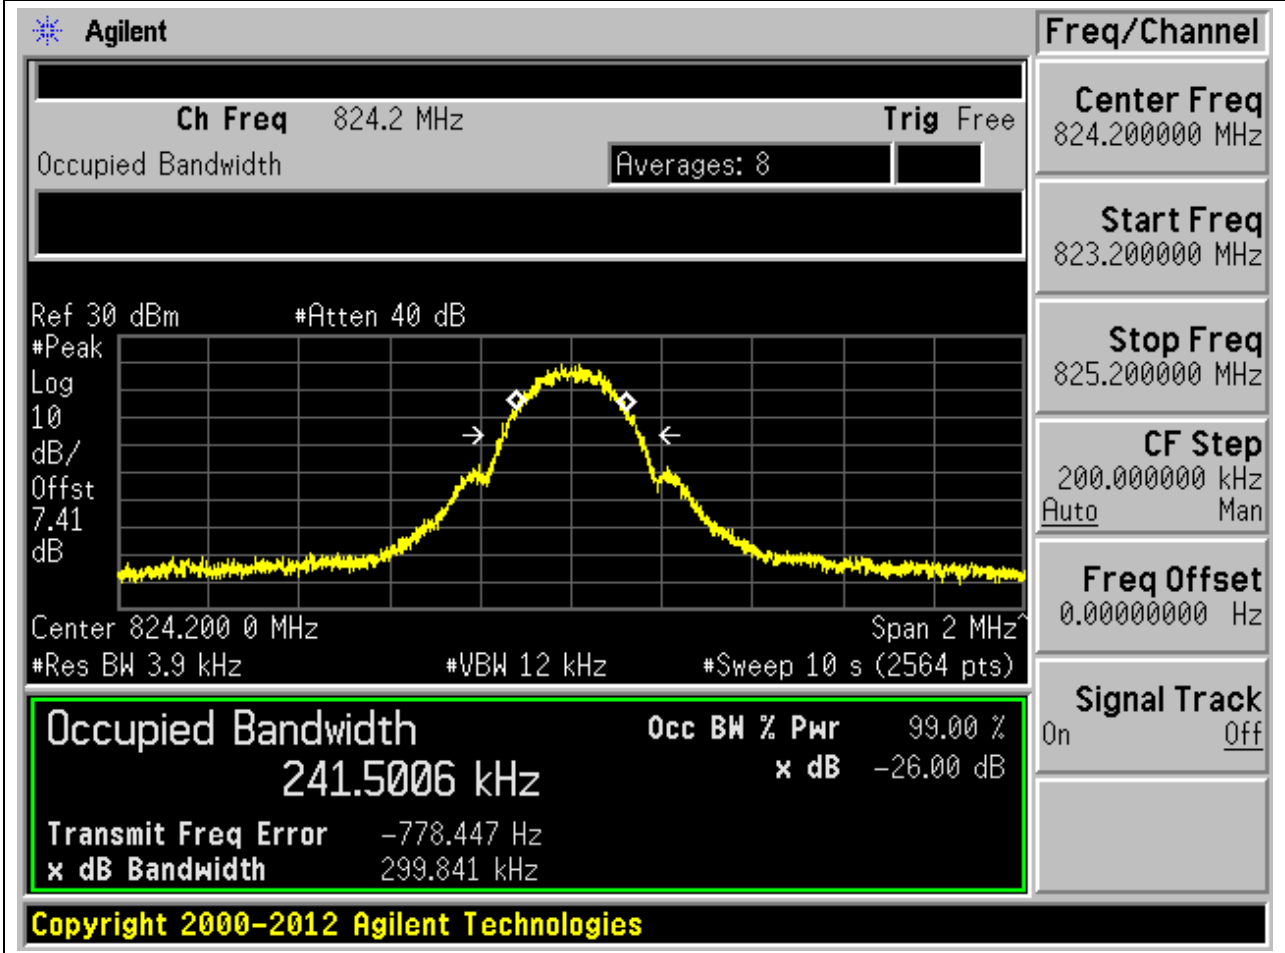 Agilent
Freq/Channel
Ch Freq 824.2 MHz Trig Free
Occupied Bandwidth Averages: 8
Center Freq
824.200000 MHz
Start Freq
823.200000 MHz
Stop Freq
825.200000 MHz
CF Step
200.000000 kHz
Auto Man
Freq Offset
0.00000000 Hz
Signal Track
On Off
Ref 30 dBm #Atten 40 dB
#Peak
Log
10
dB/
Offst
7.41
dB
Center 824.200 0 MHz Span 2 MHz^
#Res BW 3.9 kHz #VBW 12 kHz #Sweep 10 s (2564 pts)
Occupied Bandwidth Occ BW % Pwr 99.00 %
241.5006 kHz x dB -26.00 dB
Transmit Freq Error -778.447 Hz
x dB Bandwidth 299.841 kHz
Copyright 2000-2012 Agilent Technologies